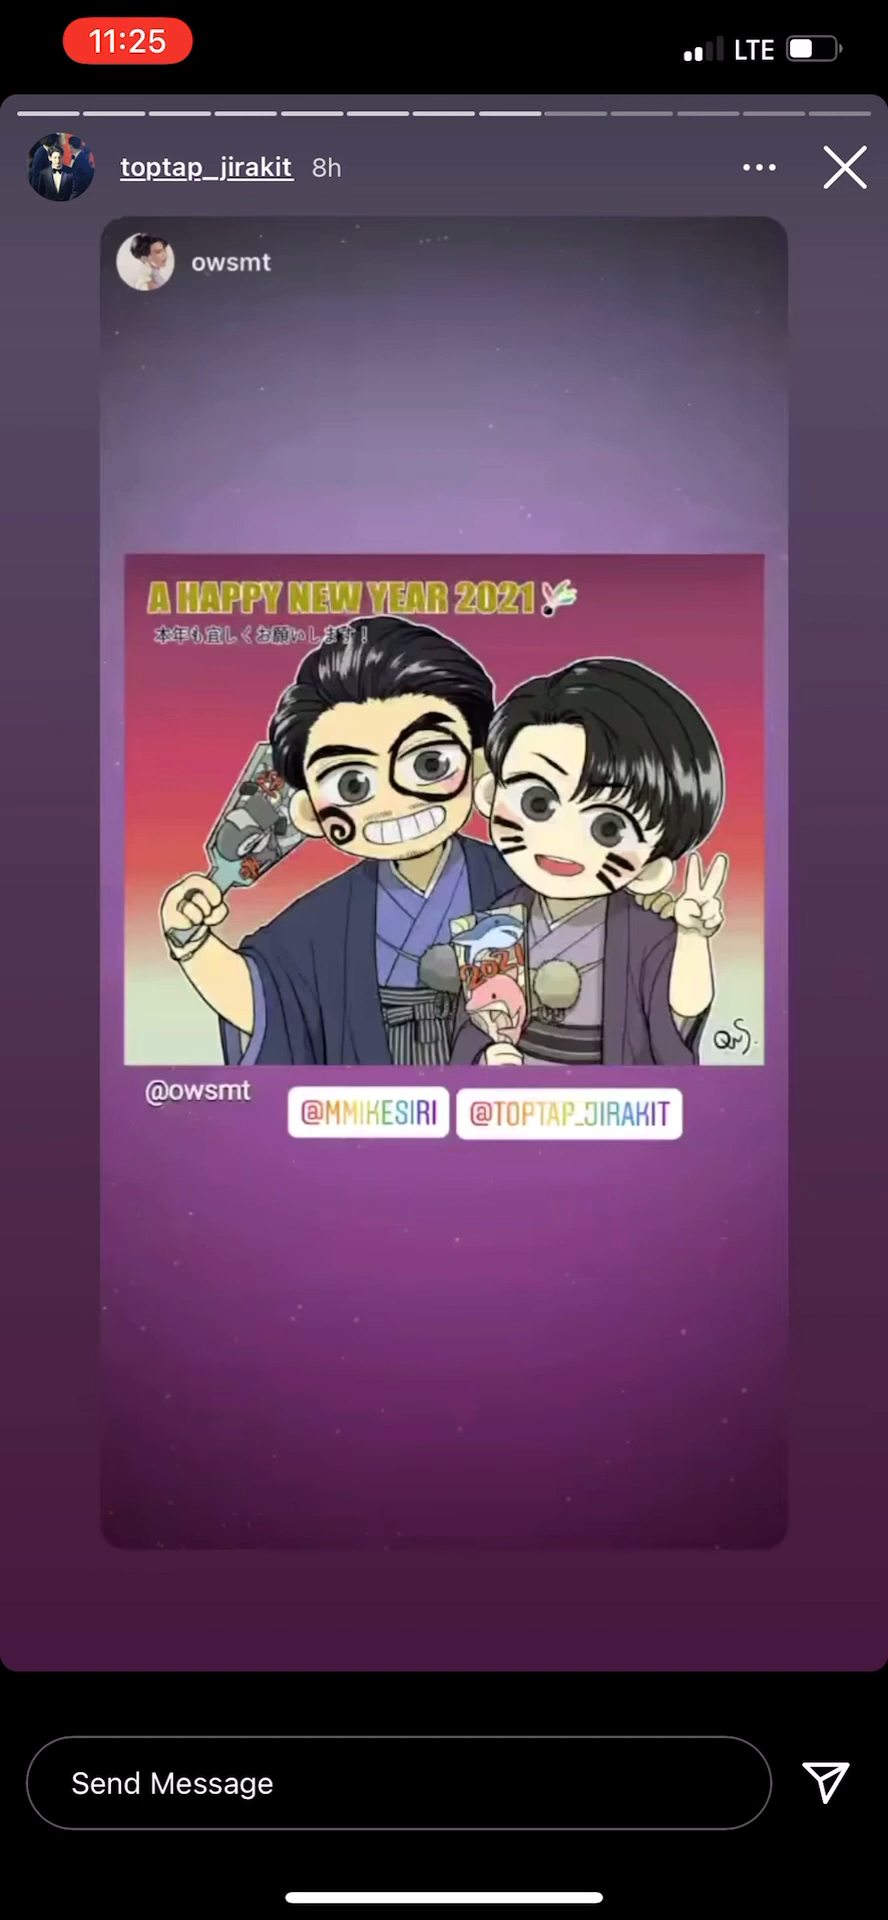 11:25
LTE
toptap_jirakit 8h
owsmt
A HAPPY NEW YEAR 2021
本年も宜しくお願いします！
2021
QwS.
@owsmt
@MMIKESIRI @TOPTAP_JIRAKIT
Send Message